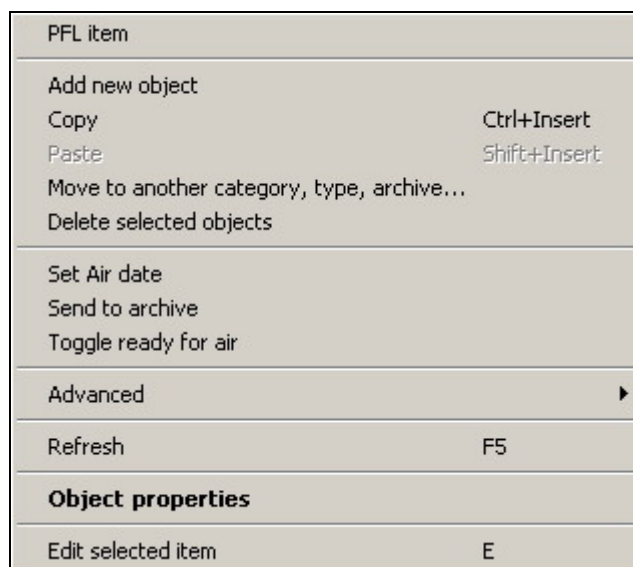 PFL item
Add new object
Copy Ctrl+Insert
Paste Shift+Insert
Move to another category, type, archive...
Delete selected objects
Set Air date
Send to archive
Toggle ready for air
Advanced
Refresh F5
Object properties
Edit selected item E